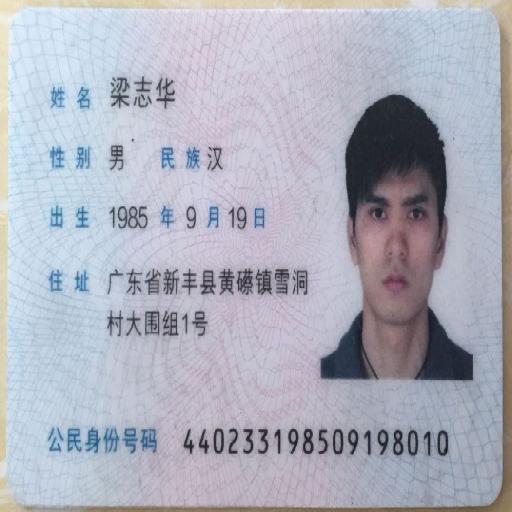 姓名 梁志华
性别 男 民族 汉
出生 1985 年 9 月 19 日
住址 广东省新丰县黄磜镇雪洞
村大围组1号
公民身份号码 440233198509198010